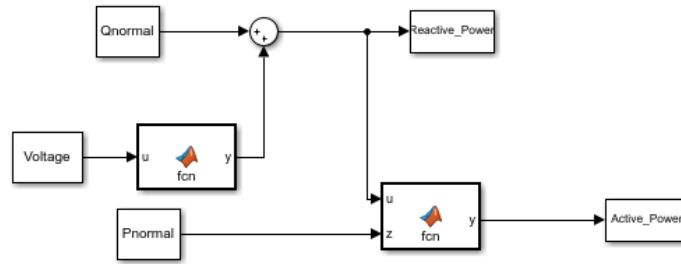 Qnormal
+
+
Reactive_Power
Voltage
u
y
fcn
u
z
y
fcn
Pnormal
Active_Power